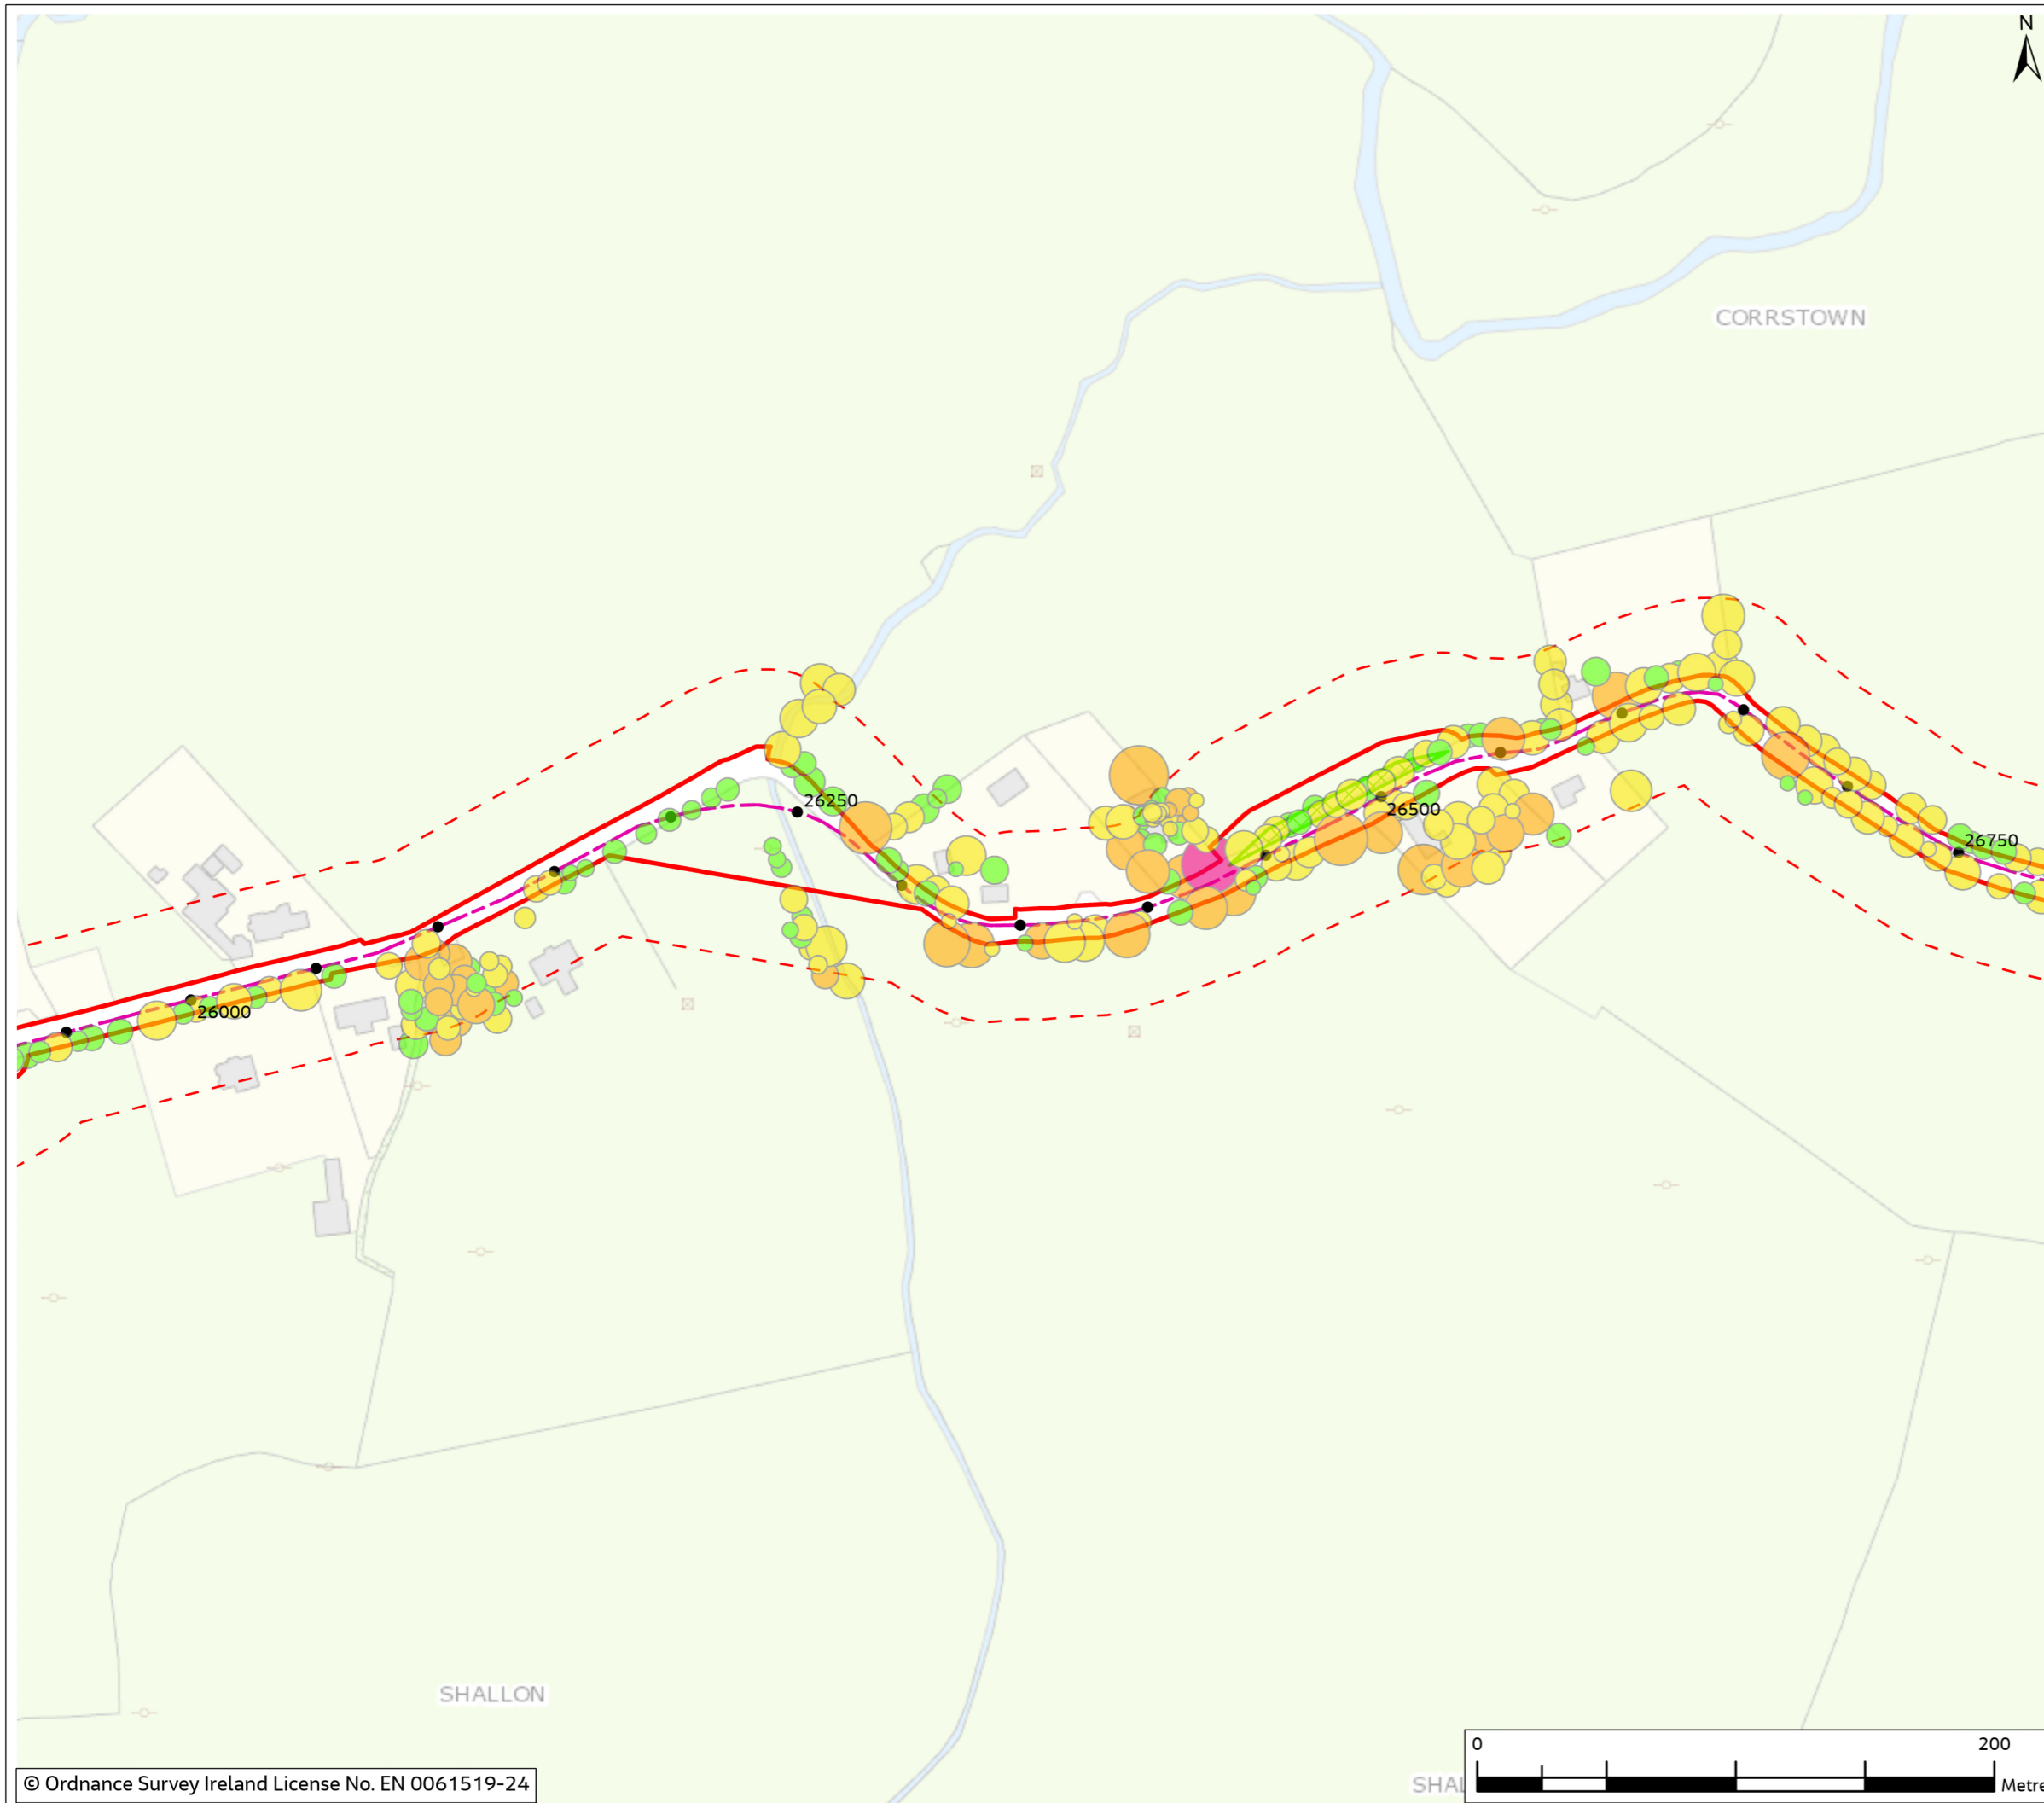 N
CORRSTOWN
26250
26500
26750
26000
SHALLON
0 200
SHAL
Metre
© Ordnance Survey Ireland License No. EN 0061519-24